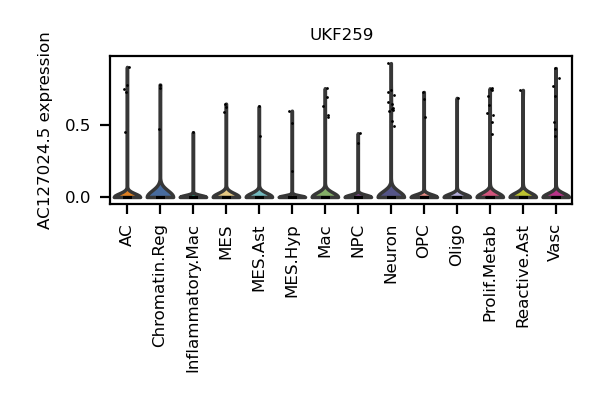 UKF259
AC127024.5 expression
0.5
0.0
AC
Chromatin.Reg
Inflammatory.Mac
MES
MES.Ast
MES.Hyp
Mac
NPC
Neuron
OPC
Oligo
Prolif.Metab
Reactive.Ast
Vasc